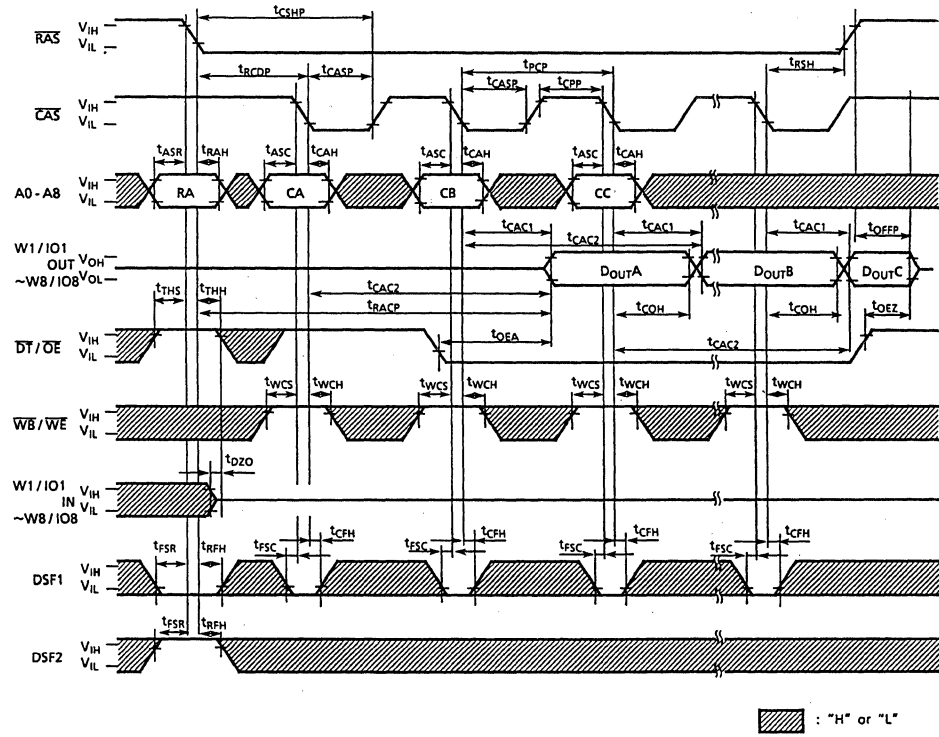 tCSHP
RAS VIH
VIL
tRCDP tCASP tPCP tCASP tCPP tRSH
CAS VIH
VIL
tASR tRAH tASC tCAH tASC tCAH tASC tCAH
A0 - A8 VIH
VIL
RA CA CB CC
tCAC1 tCAC1 tCAC1 tOFFP
tCAC2
W1 / IO1
OUT
~W8 / IO8
VOH
VOL
DOUTA DOUTB DOUTC
tTHS tTHH tCAC2 tCOH tCOH tOEZ
tRACP
tOEA tCAC2
DT / OE VIH
VIL
tWCS tWCH tWCS tWCH tWCS tWCH tWCS tWCH
WB / WE VIH
VIL
tDZO
W1 / IO1
IN
~W8 / IO8
VIH
VIL
tFSR tRFH tFSC tCFH tFSC tCFH tFSC tCFH tFSC tCFH
DSF1 VIH
VIL
tFSR tRFH
DSF2 VIH
VIL
: "H" or "L"